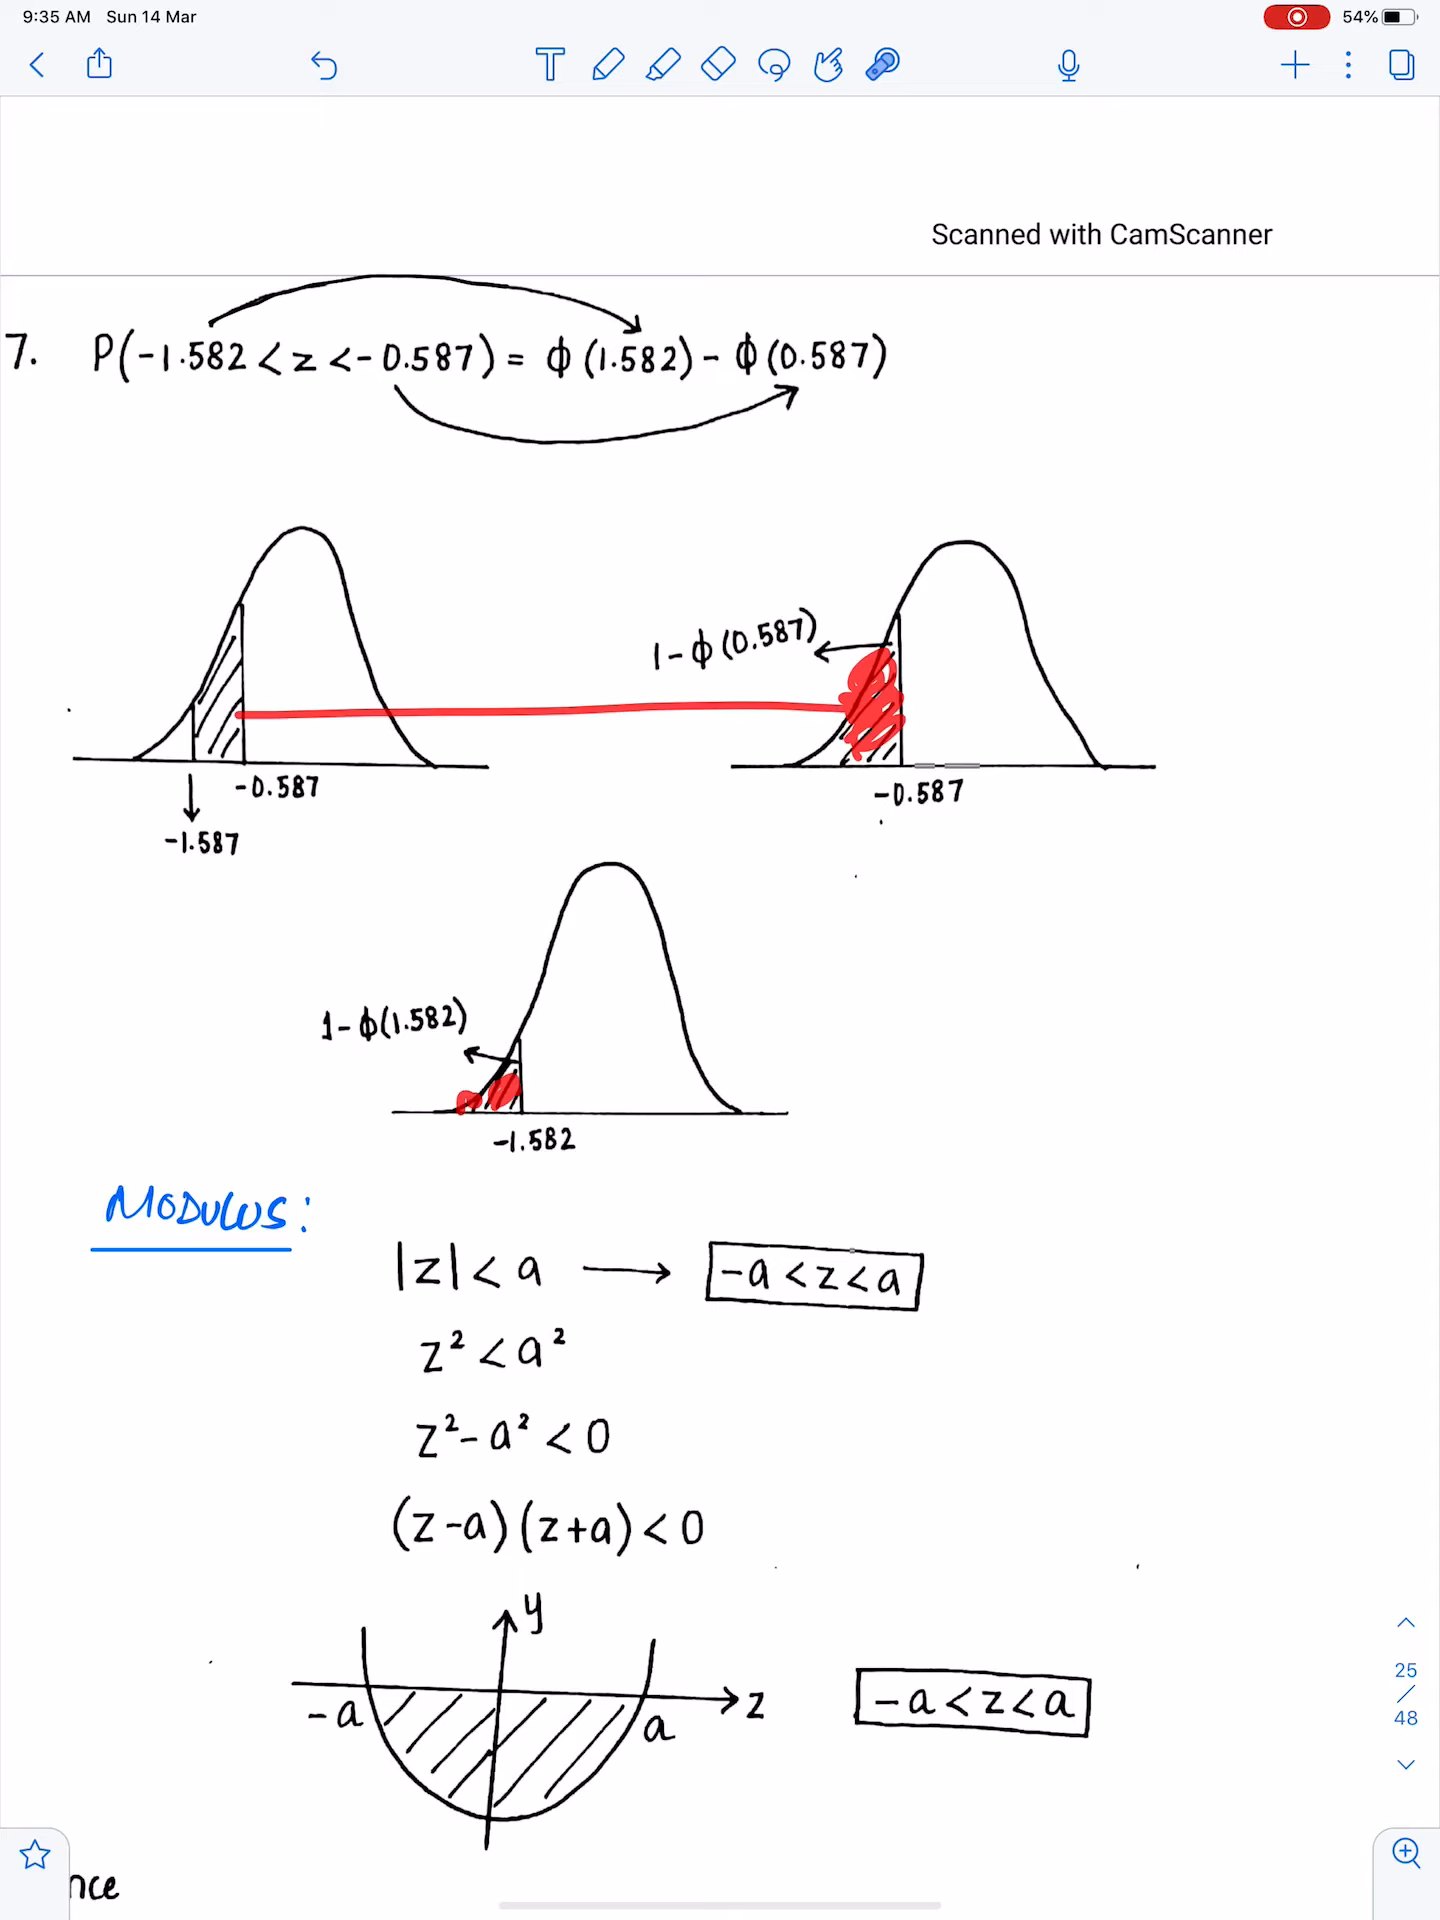 9:35 AM Sun 14 Mar
54%
T
Scanned with CamScanner
7. P(-1.582 < z < -0.587) = ϕ(1.582) - ϕ(0.587)
1-ϕ(0.587)
-0.587
-0.587
-1.587
1-ϕ(1.582)
-1.582
MODULUS:
|z| < a ⟶ -a < z < a
z² < a²
z² - a² < 0
(z-a)(z+a) < 0
y
-a
a
z
-a < z < a
25
/
48
nce